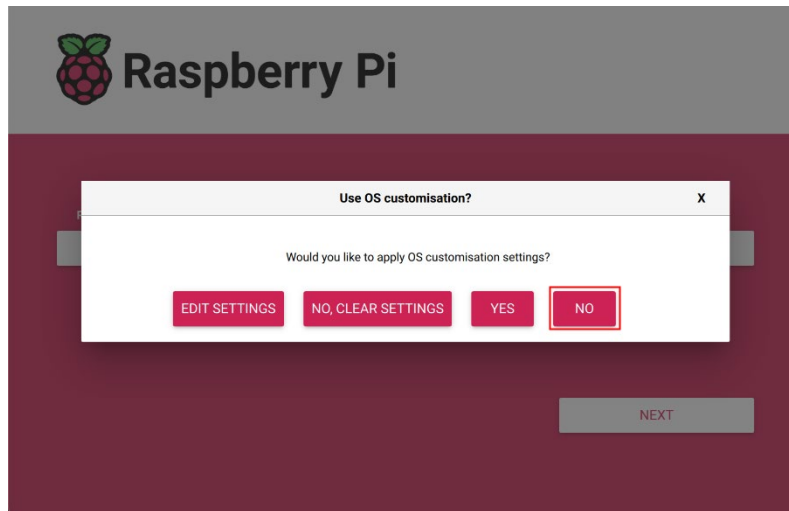 Raspberry Pi
Use OS customisation?
X
Would you like to apply OS customisation settings?
EDIT SETTINGS
NO, CLEAR SETTINGS
YES
NO
NEXT